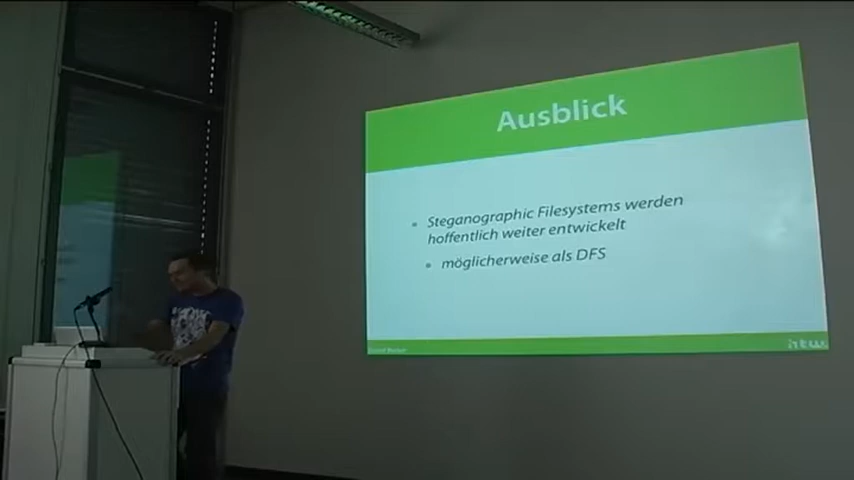 Ausblick
Steganographic Filesystems werden
hoffentlich weiter entwickelt
möglicherweise als DFS